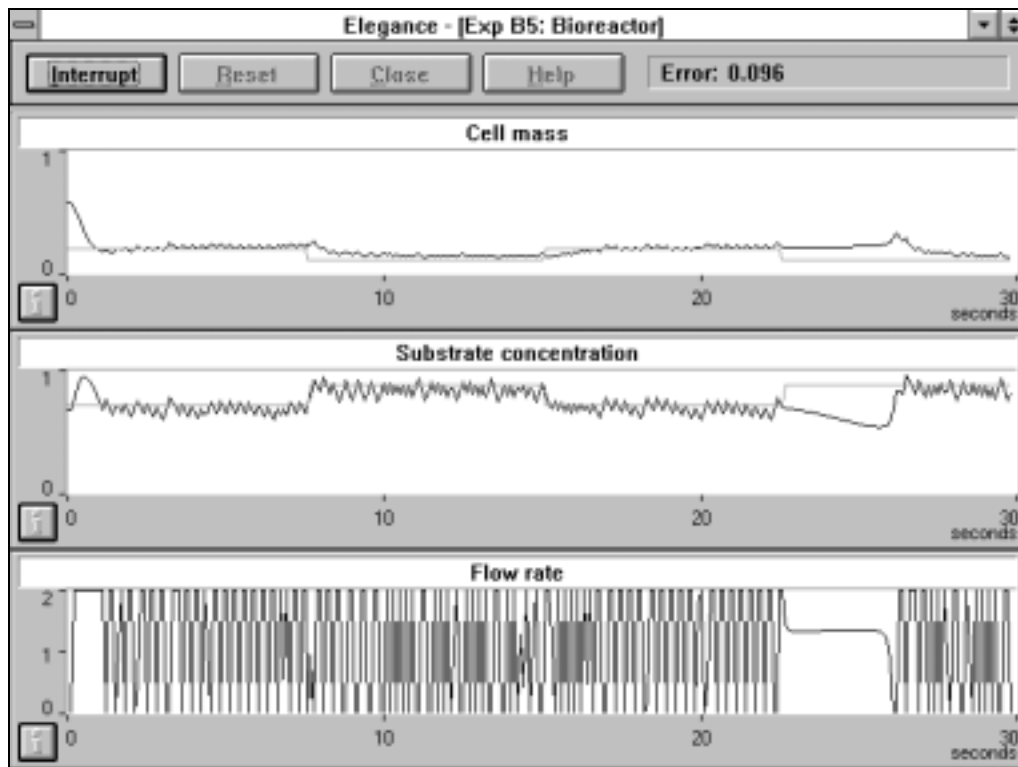 Elegance - [Exp B5: Bioreactor]
Interrupt Reset Close Help Error: 0.096
Cell mass
1
0
0 10 20 30
seconds
Substrate concentration
1
0
0 10 20 30
seconds
Flow rate
2
1
0
0 10 20 30
seconds